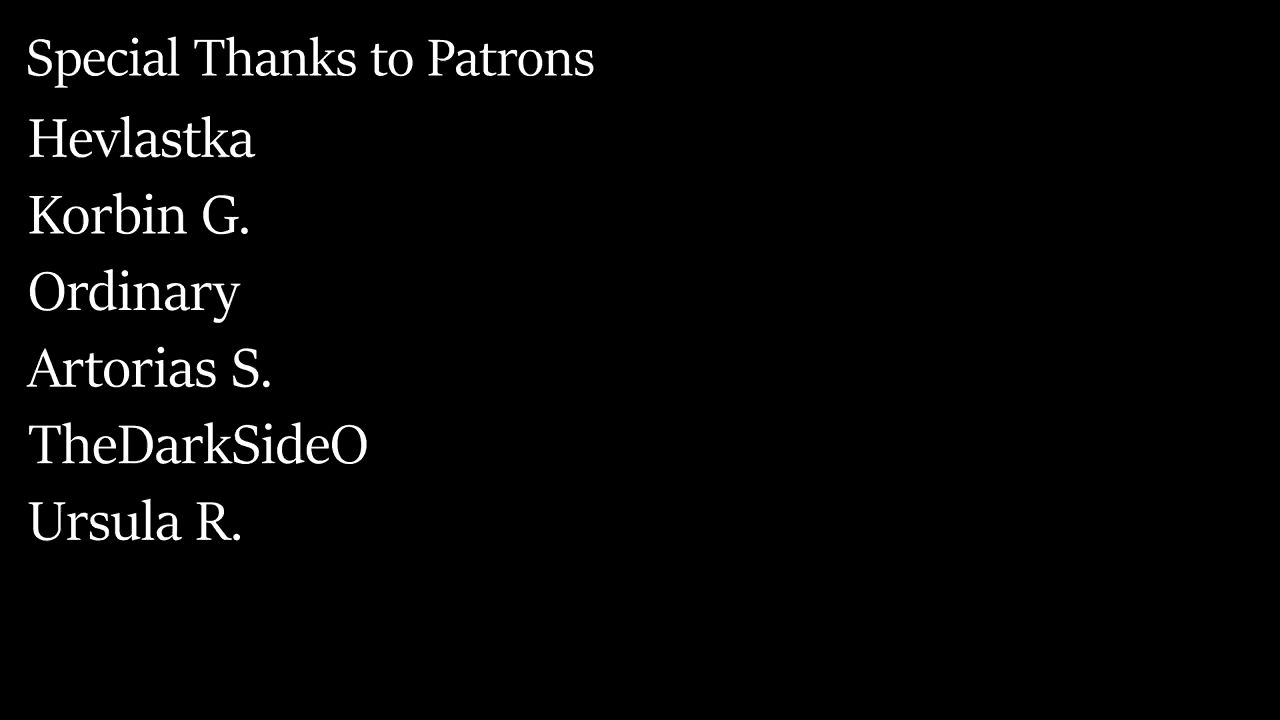 Special Thanks to Patrons
Hevlastka
Korbin G.
Ordinary
Artorias S.
TheDarkSideO
Ursula R.